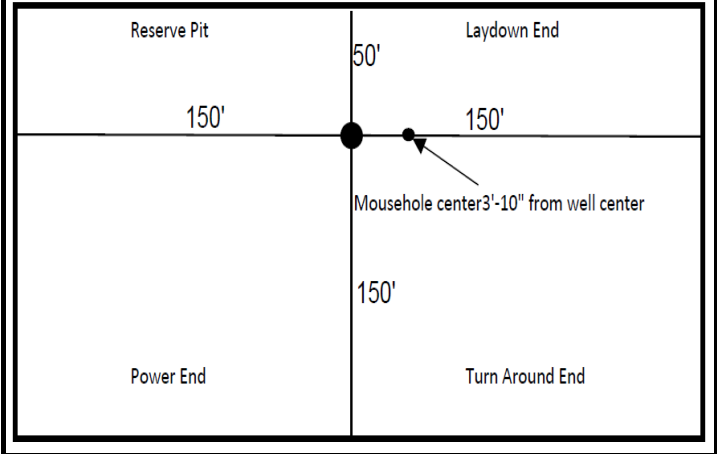 Reserve Pit
Laydown End
50'
150'
150'
Mousehole center3'-10" from well center
150'
Power End
Turn Around End